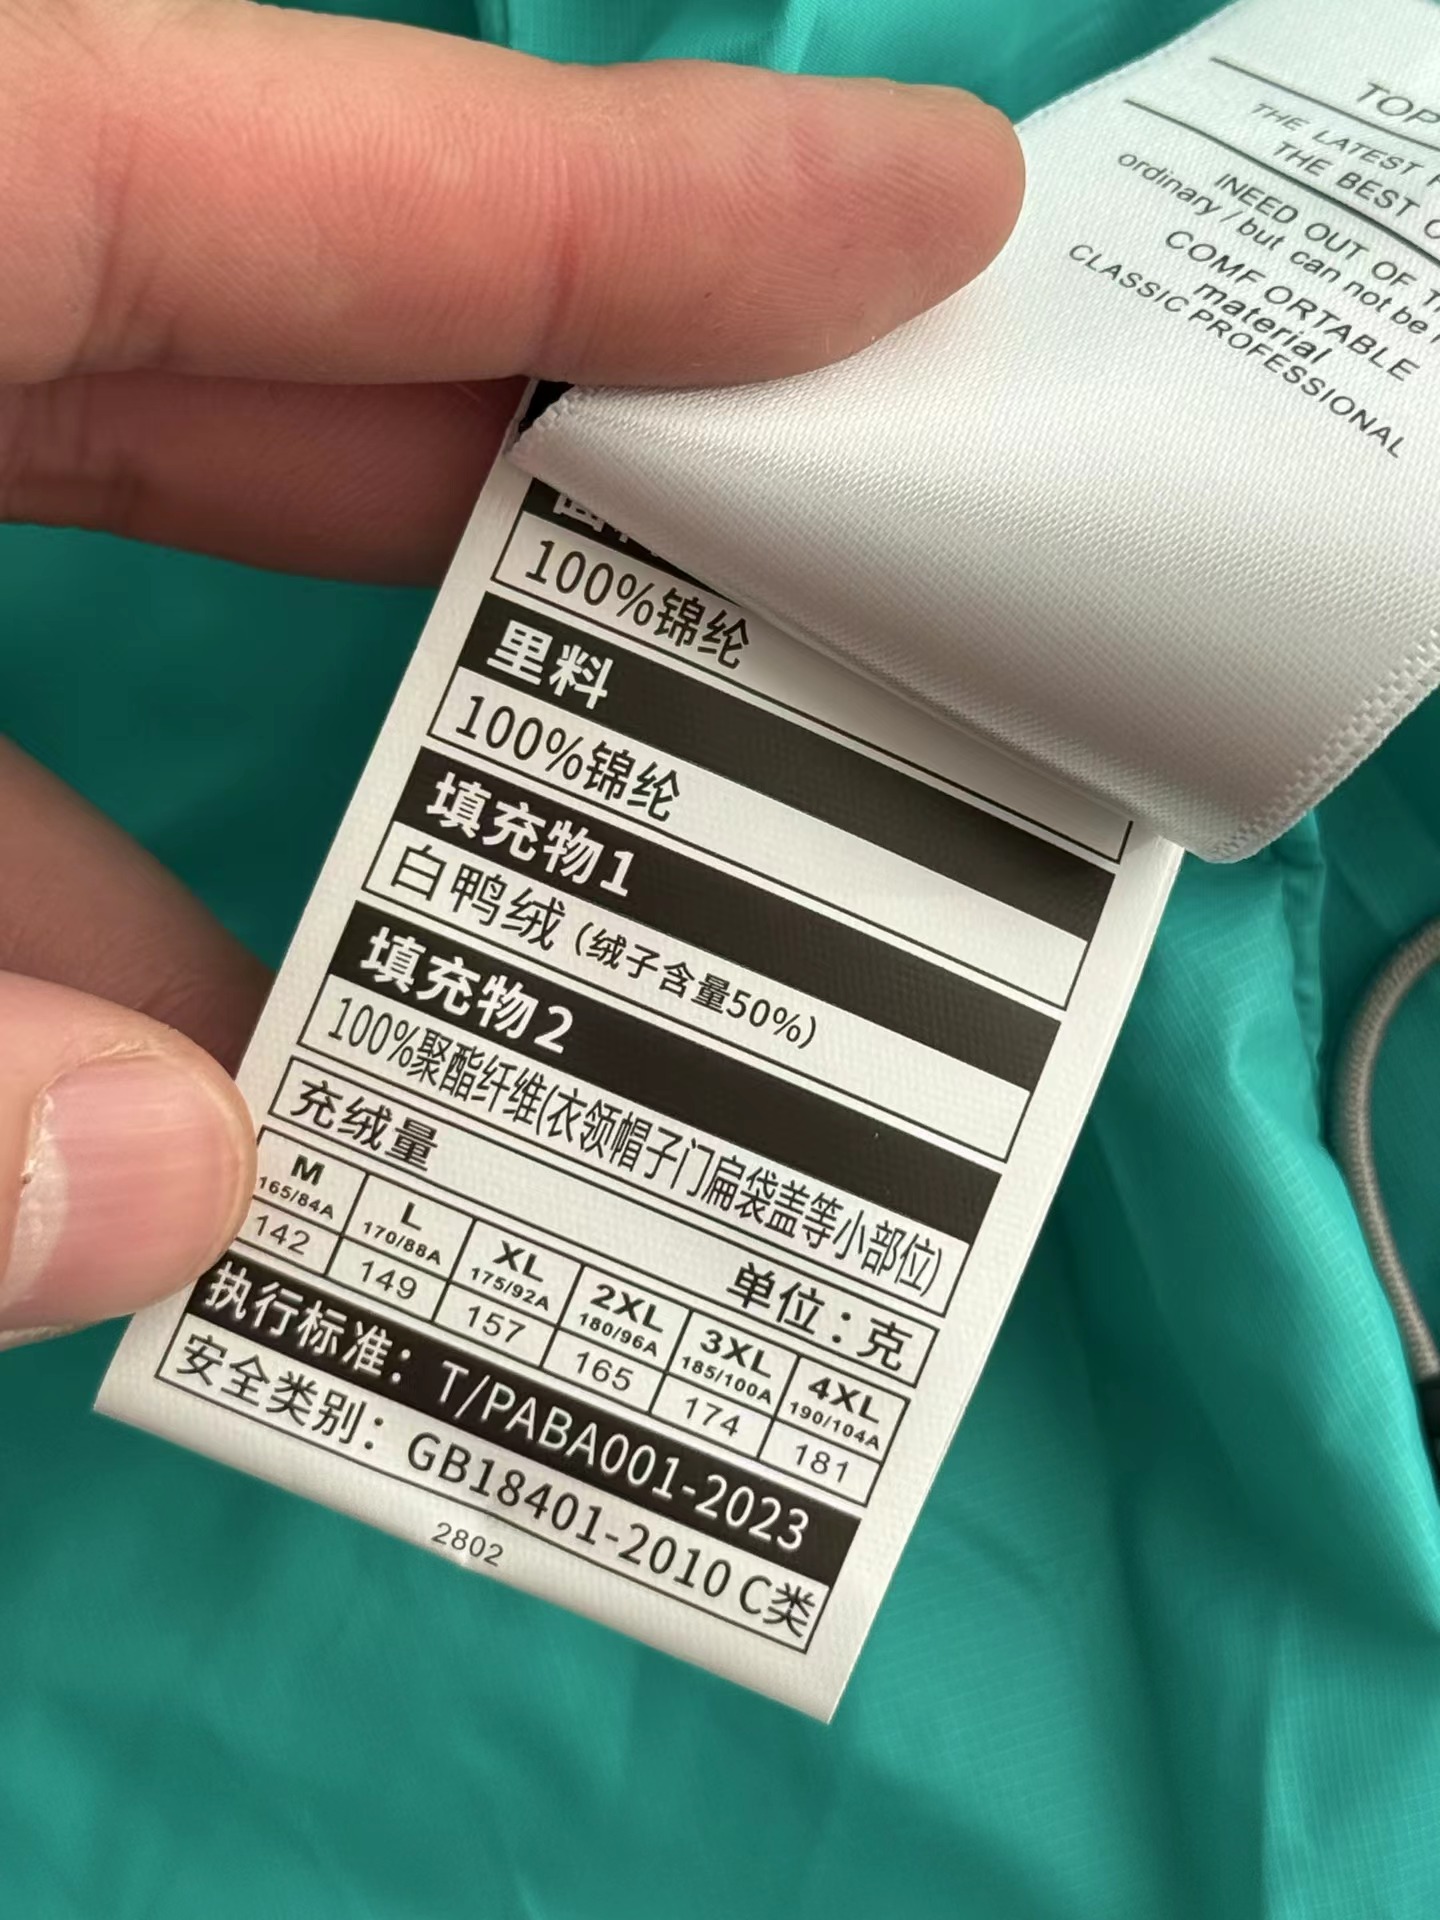 TOP
THE LATEST
THE BEST
INEED OUT OF
ordinary / but can not be
COMF ORTABLE
material
CLASSIC PROFESSIONAL
100%锦纶
里料
100%锦纶
填充物1
白鸭绒（绒子含量50%）
填充物2
100%聚酯纤维(衣领帽子门扁袋盖等小部位)
充绒量 单位：克
M L XL 2XL 3XL 4XL
165/84A 170/88A 175/92A 180/96A 185/100A 190/104A
142 149 157 165 174 181
执行标准：T/PABA001-2023
安全类别：GB18401-2010 C类
2802